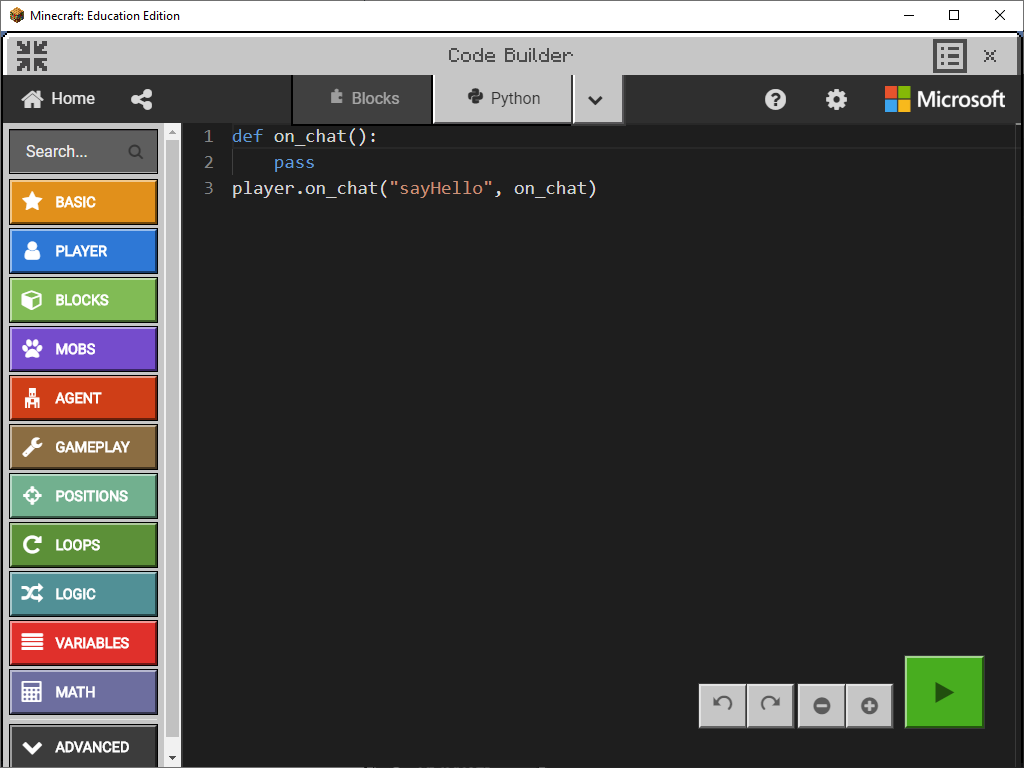 Minecraft: Education Edition
Code Builder
Home
Blocks
Python
Microsoft
Search...
BASIC
PLAYER
BLOCKS
MOBS
AGENT
GAMEPLAY
POSITIONS
LOOPS
LOGIC
VARIABLES
MATH
ADVANCED
1 def on_chat():
2 pass
3 player.on_chat("sayHello", on_chat)